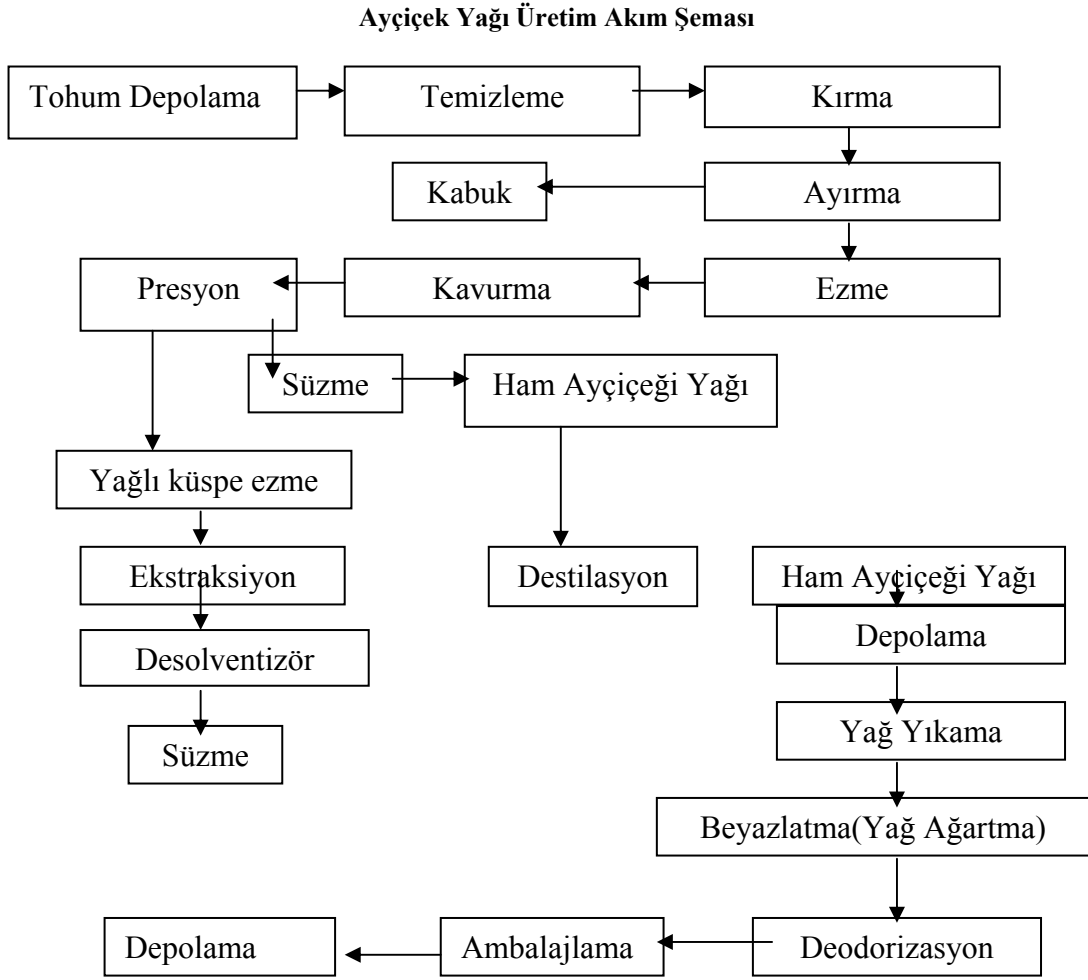 Ayçiçek Yağı Üretim Akım Şeması
Tohum Depolama
Temizleme
Kırma
Kabuk
Ayırma
Presyon
Kavurma
Ezme
Süzme
Ham Ayçiçeği Yağı
Yağlı küspe ezme
Ekstraksiyon
Destilasyon
Ham Ayçiçeği Yağı
Depolama
Desolventizör
Süzme
Yağ Yıkama
Beyazlatma(Yağ Ağartma)
Depolama
Ambalajlama
Deodorizasyon